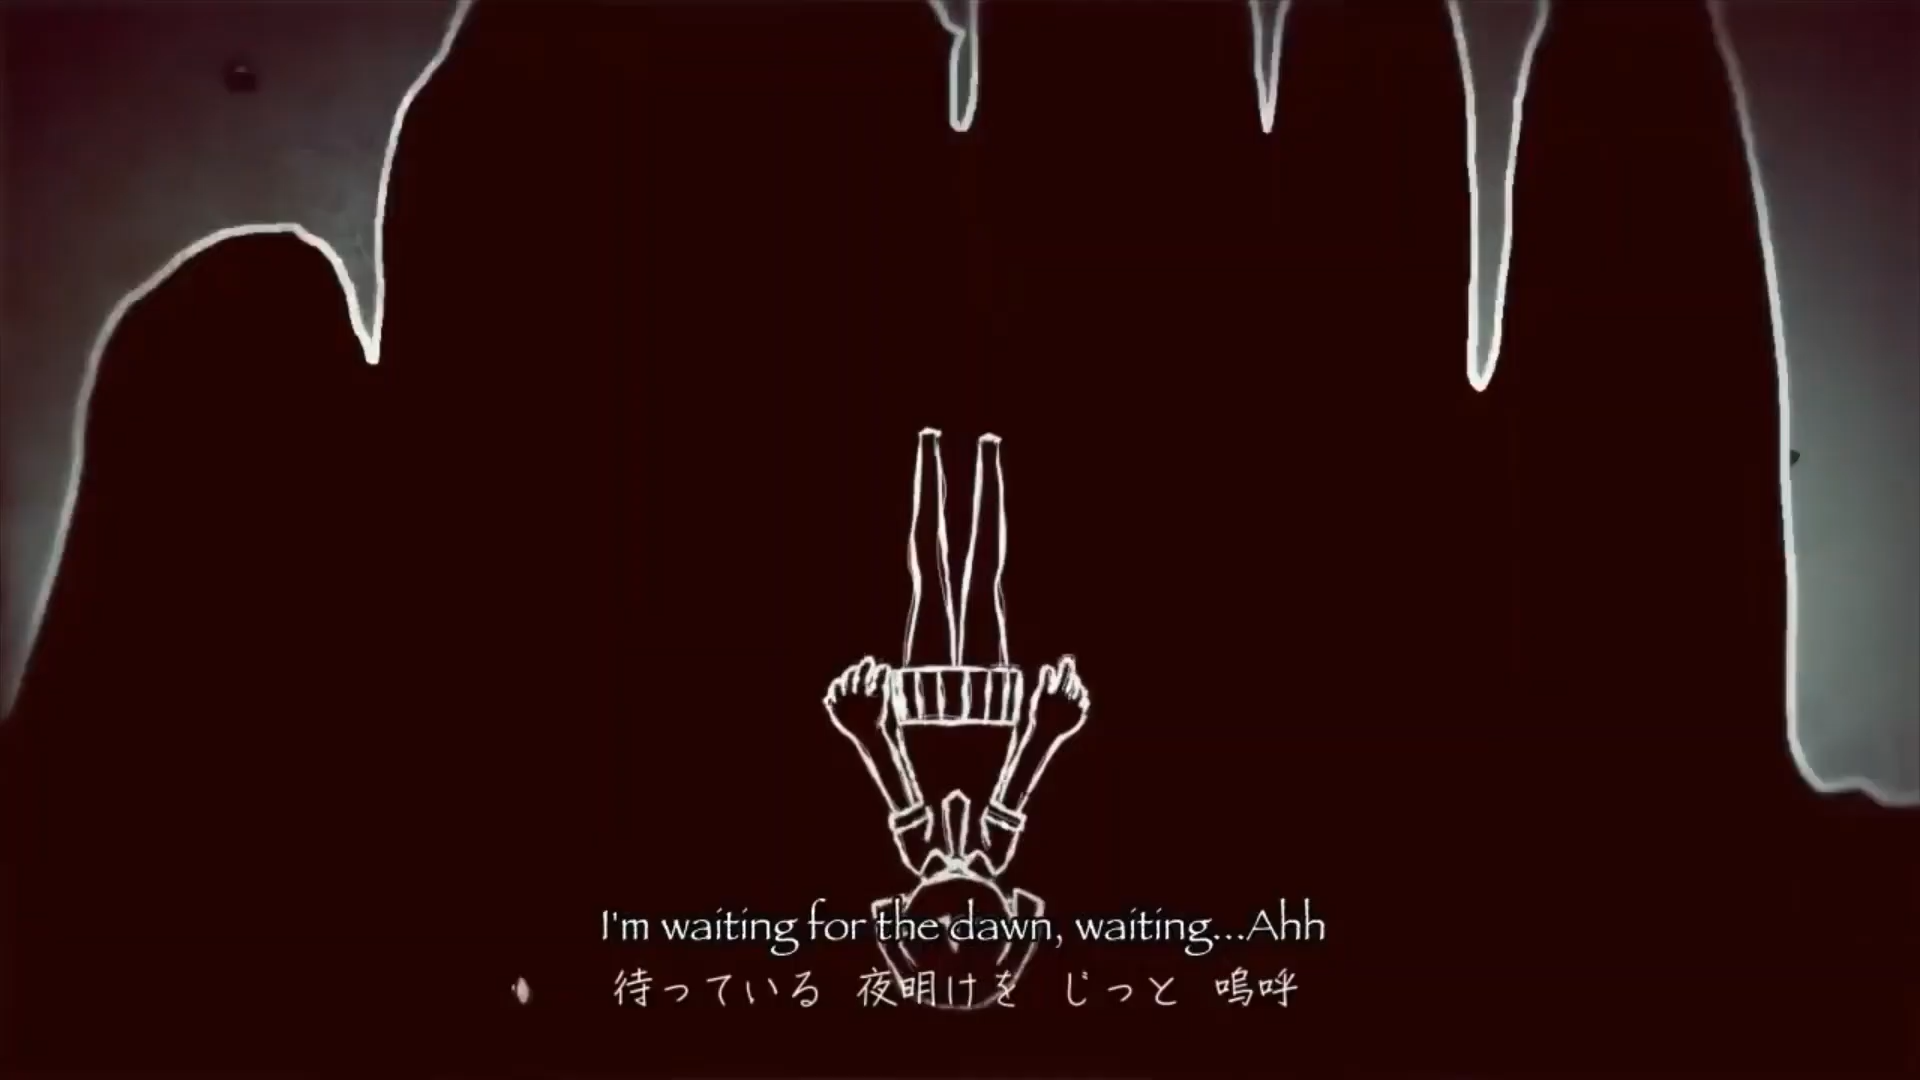 I'm waiting for the dawn, waiting...Ahh
待っている 夜明けを じっと 嗚呼